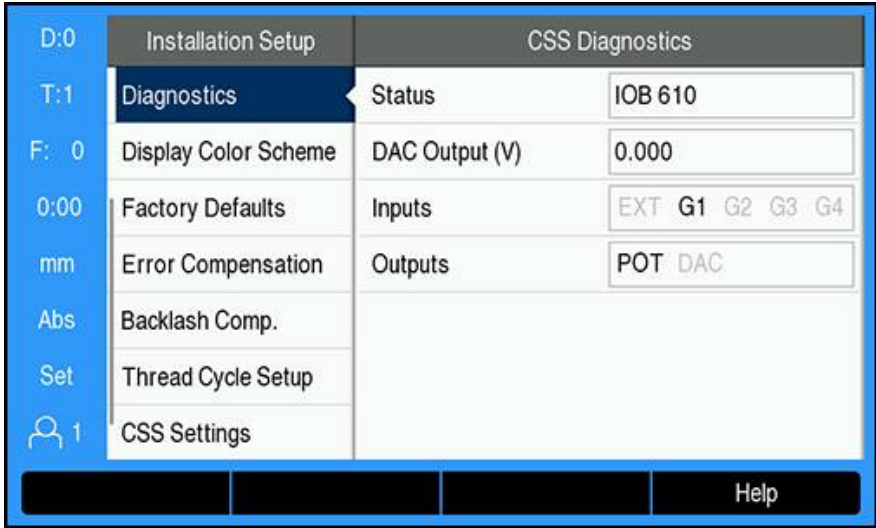 D:0
T:1
F: 0
0:00
mm
Abs
Set
1
Installation Setup
Diagnostics
Display Color Scheme
Factory Defaults
Error Compensation
Backlash Comp.
Thread Cycle Setup
CSS Settings
CSS Diagnostics
Status IOB 610
DAC Output (V) 0.000
Inputs EXT G1 G2 G3 G4
Outputs POT DAC
Help